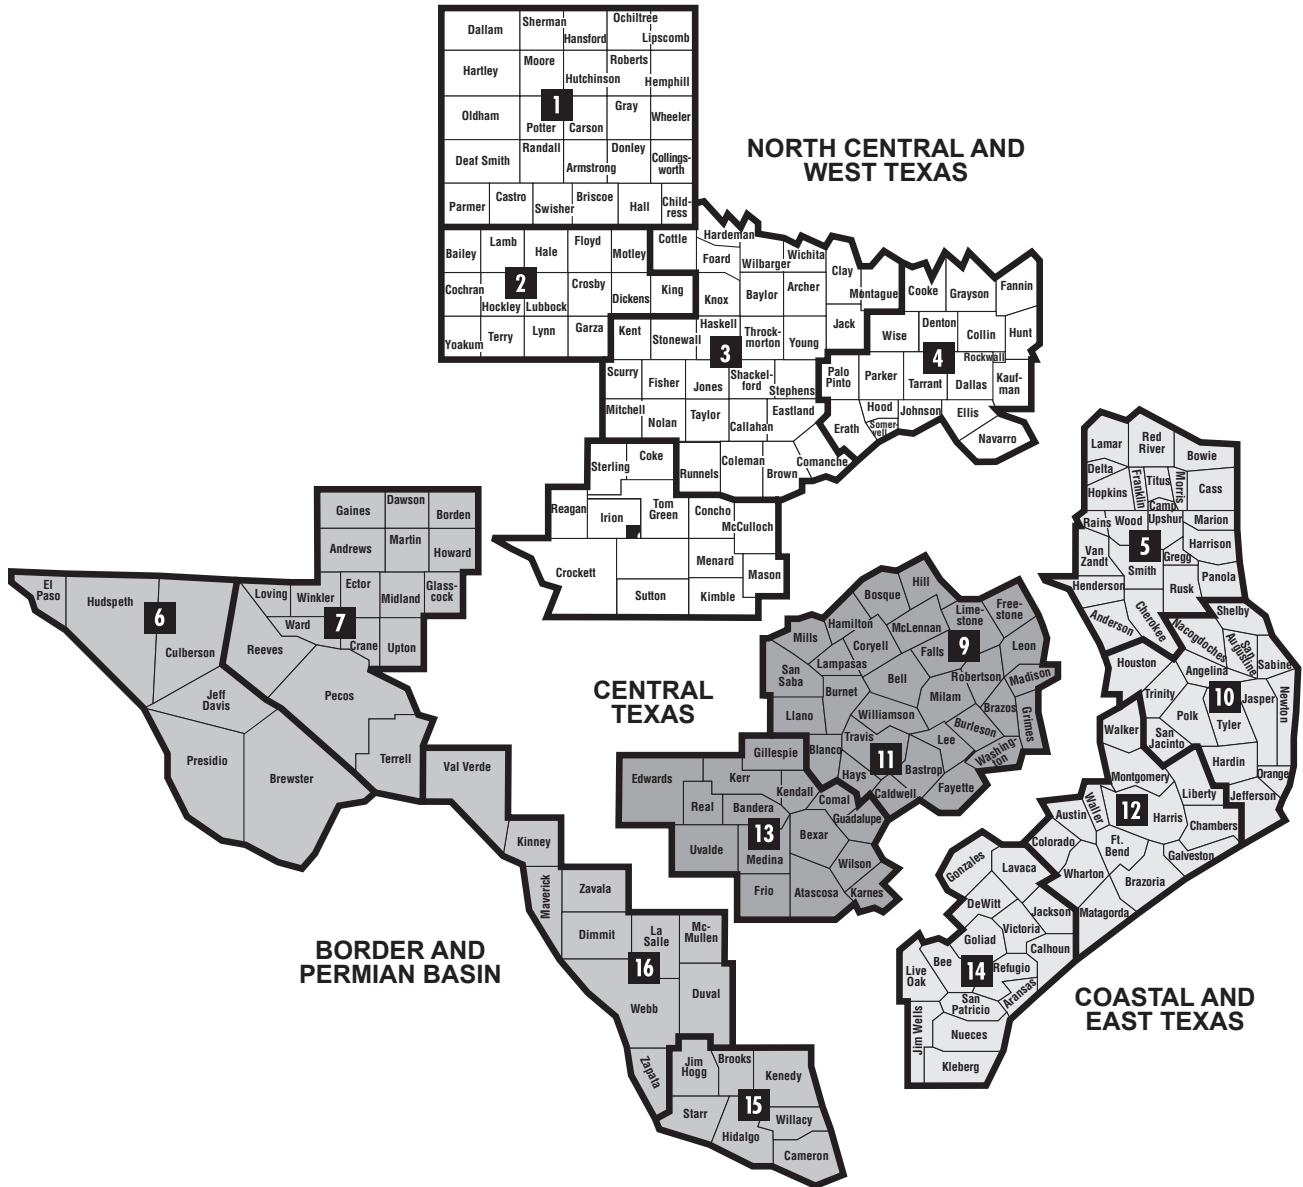 Dallam
Sherman
Hansford
Ochiltree
Lipscomb
Hartley
Moore
Hutchinson
Roberts
Hemphill
1
Oldham
Potter
Carson
Gray
Wheeler
Deaf Smith
Randall
Armstrong
Donley
Collings-
worth
Parmer
Castro
Swisher
Briscoe
Hall
Child-
ress
NORTH CENTRAL AND
WEST TEXAS
Bailey
Lamb
Hale
Floyd
Motley
2
Cochran
Hockley
Lubbock
Crosby
Dickens
Yoakum
Terry
Lynn
Garza
Cottle
Hardeman
Foard
Wilbarger
Wichita
Clay
Montague
King
Knox
Baylor
Archer
Jack
Kent
Stonewall
Haskell
Throck-
morton
Young
3
Scurry
Fisher
Jones
Shackel-
ford
Stephens
Mitchell
Nolan
Taylor
Callahan
Eastland
Runnels
Coleman
Brown
Comanche
Cooke
Grayson
Fannin
Wise
Denton
Collin
Hunt
4
Rockwall
Palo
Pinto
Parker
Tarrant
Dallas
Kauf-
man
Erath
Hood
Somer-
vell
Johnson
Ellis
Navarro
Sterling
Coke
Reagan
Irion
Tom
Green
Concho
McCulloch
Crockett
Menard
Mason
Sutton
Kimble
Lamar
Red
River
Bowie
Delta
Hopkins
Franklin
Titus
Morris
Cass
Camp
Rains
Wood
Upshur
Marion
5
Van
Zandt
Smith
Gregg
Harrison
Henderson
Rusk
Panola
Anderson
Cherokee
Gaines
Dawson
Borden
Andrews
Martin
Howard
Loving
Winkler
Ector
Midland
Glass-
cock
7
Ward
Crane
Upton
Reeves
Pecos
Terrell
El
Paso
Hudspeth
6
Culberson
Jeff
Davis
Presidio
Brewster
CENTRAL
TEXAS
Bosque
Hill
Hamilton
McLennan
Lime-
stone
Free-
stone
9
Mills
Coryell
Falls
Leon
San
Saba
Lampasas
Bell
Robertson
Madison
Burnet
Milam
Brazos
Grimes
Llano
Williamson
Burleson
Washing-
ton
Blanco
Travis
Lee
11
Hays
Bastrop
Caldwell
Fayette
Gillespie
Edwards
Kerr
Kendall
Real
Bandera
Comal
Guadalupe
13
Uvalde
Medina
Bexar
Wilson
Frio
Atascosa
Karnes
Shelby
Nacogdoches
San
Augustine
Sabine
Houston
Angelina
10
Trinity
Polk
Tyler
Jasper
Newton
San
Jacinto
Hardin
Orange
Jefferson
Walker
Montgomery
Liberty
12
Austin
Waller
Harris
Chambers
Colorado
Ft.
Bend
Galveston
Wharton
Brazoria
Matagorda
Gonzales
Lavaca
DeWitt
Jackson
Victoria
Goliad
Calhoun
Bee
14
Refugio
Live
Oak
San
Patricio
Aransas
Jim Wells
Nueces
Kleberg
COASTAL AND
EAST TEXAS
BORDER AND
PERMIAN BASIN
Val Verde
Kinney
Maverick
Zavala
Dimmit
La
Salle
Mc-
Mullen
16
Webb
Duval
Zapata
Jim
Hogg
Brooks
Kenedy
15
Starr
Hidalgo
Willacy
Cameron